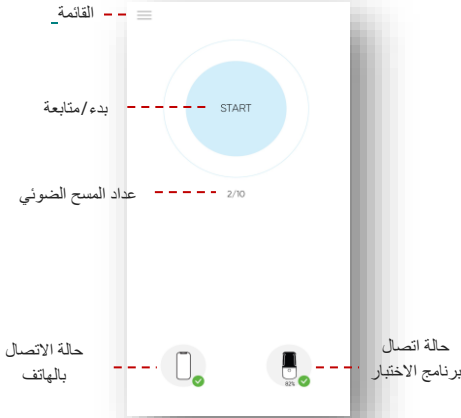 القائمة
START
بدء/متابعة
2/10
عداد المسح الضوئي
حالة الاتصال
بالهاتف
حالة اتصال
برنامج الاختبار
82%